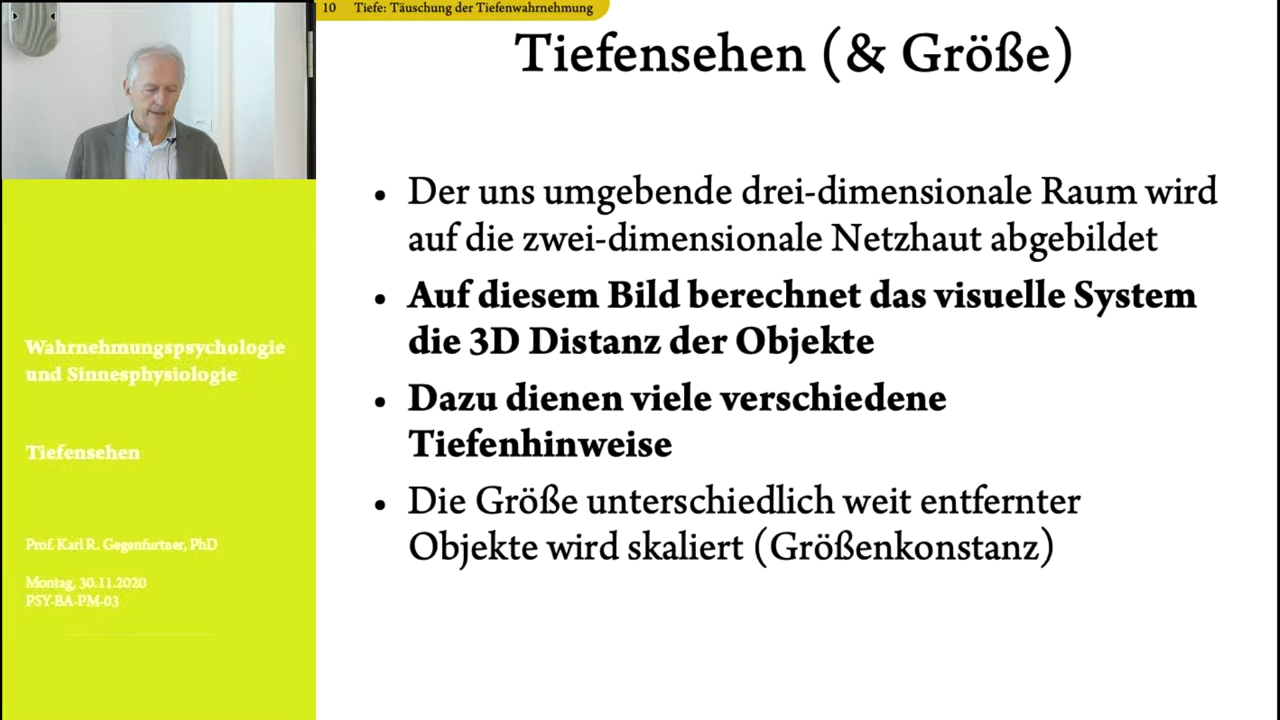 10 Tiefe: Täuschung der Tiefenwahrnehmung
Tiefensehen (& Größe)
• Der uns umgebende drei-dimensionale Raum wird
auf die zwei-dimensionale Netzhaut abgebildet
• Auf diesem Bild berechnet das visuelle System
die 3D Distanz der Objekte
• Dazu dienen viele verschiedene
Tiefenhinweise
• Die Größe unterschiedlich weit entfernter
Objekte wird skaliert (Größenkonstanz)
Wahrnehmungspsychologie
und Sinnesphysiologie
Tiefensehen
Prof. Karl R. Gegenfurtner, PhD
Montag, 30.11.2020
PSY-BA-PM-03